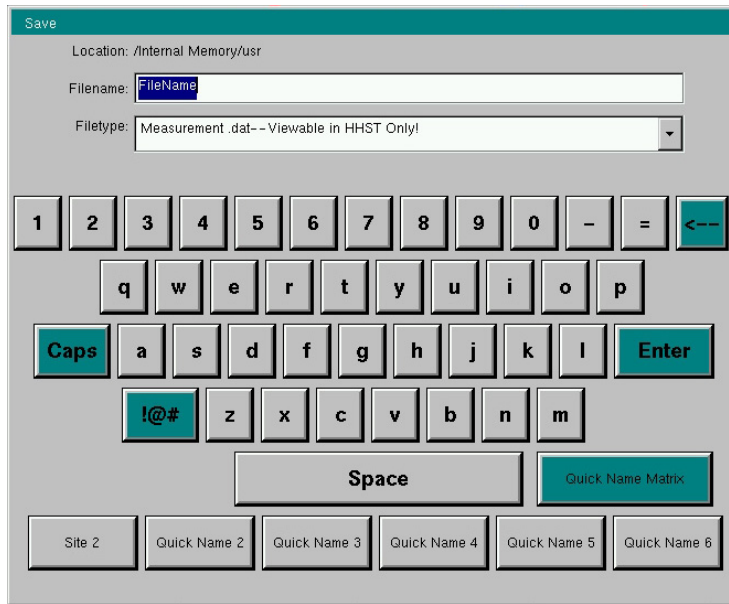 Save
Location: /Internal Memory/usr
Filename: FileName
Filetype: Measurement .dat--Viewable in HHST Only!
1 2 3 4 5 6 7 8 9 0 - = <--
q w e r t y u i o p
Caps a s d f g h j k l Enter
!@# z x c v b n m
Space Quick Name Matrix
Site 2 Quick Name 2 Quick Name 3 Quick Name 4 Quick Name 5 Quick Name 6